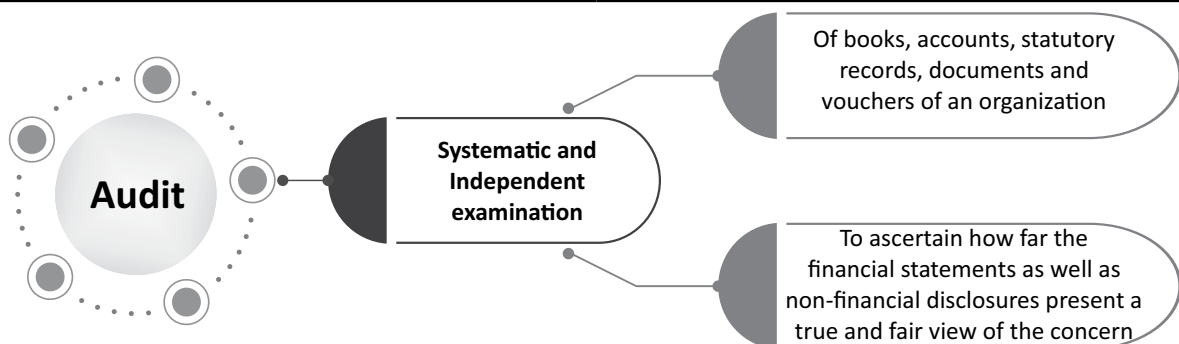 Audit
Systematic and
Independent
examination
Of books, accounts, statutory
records, documents and
vouchers of an organization
To ascertain how far the
financial statements as well as
non-financial disclosures present a
true and fair view of the concern